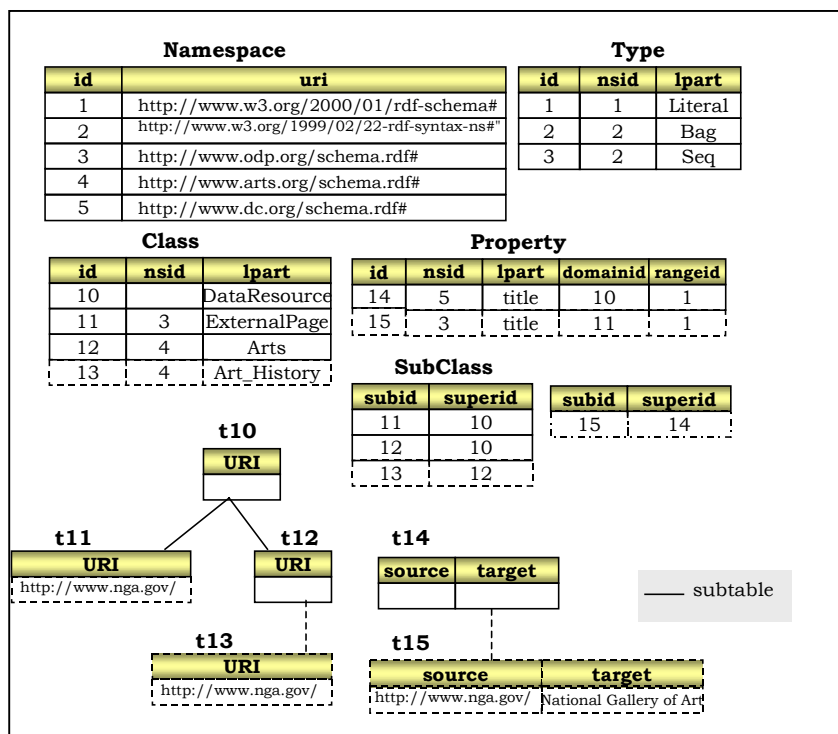 Namespace
id uri
1 http://www.w3.org/2000/01/rdf-schema#
2 http://www.w3.org/1999/02/22-rdf-syntax-ns#"
3 http://www.odp.org/schema.rdf#
4 http://www.arts.org/schema.rdf#
5 http://www.dc.org/schema.rdf#
Type
id nsid lpart
1 1 Literal
2 2 Bag
3 2 Seq
Class
id nsid lpart
10 DataResource
11 3 ExternalPage
12 4 Arts
13 4 Art_History
Property
id nsid lpart domainid rangeid
14 5 title 10 1
15 3 title 11 1
SubClass
subid superid
11 10
12 10
13 12
subid superid
15 14
t10
URI
t11
URI
http://www.nga.gov/
t12
URI
t13
URI
http://www.nga.gov/
t14
source target
t15
source target
http://www.nga.gov/ National Gallery of Art
subtable